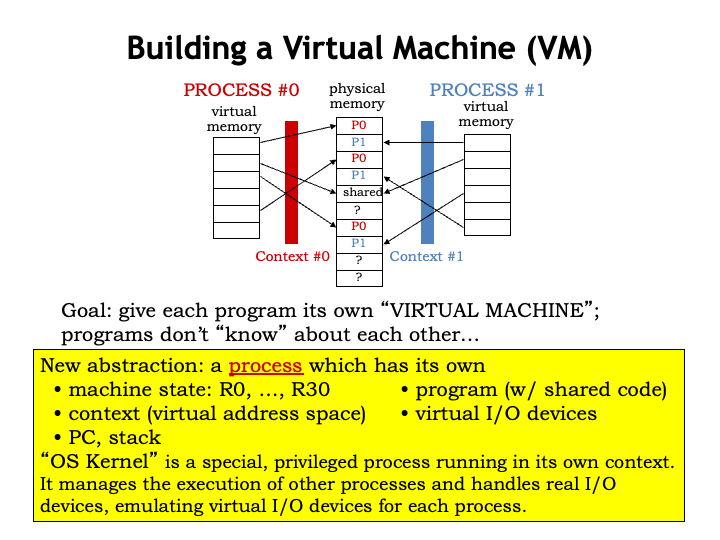 Building a Virtual Machine (VM)
PROCESS #0
physical
memory
PROCESS #1
virtual
memory
virtual
memory
P0
P1
P0
P1
shared
?
P0
P1
?
?
Context #0
Context #1
Goal: give each program its own “VIRTUAL MACHINE”;
programs don’t “know” about each other…
New abstraction: a process which has its own
• machine state: R0, …, R30
• program (w/ shared code)
• context (virtual address space)
• virtual I/O devices
• PC, stack
“OS Kernel” is a special, privileged process running in its own context.
It manages the execution of other processes and handles real I/O
devices, emulating virtual I/O devices for each process.